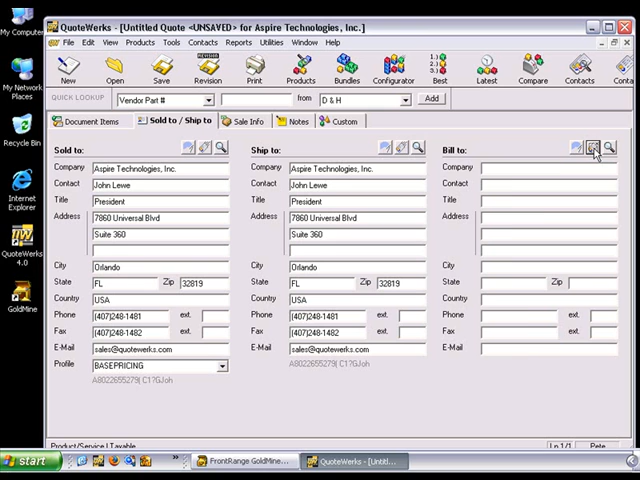 My Computer
My Network Places
Recycle Bin
Internet Explorer
QuoteWerks 4.0
GoldMine
QuoteWerks - [Untitled Quote <UNSAVED> for Aspire Technologies, Inc.]
File Edit View Products Tools Contacts Reports Utilities Window Help
New Open Save Revision Print Products Bundles Configurator Best Latest Compare Contacts Conta
QUICK LOOKUP Vendor Part # from D & H Add
Document Items Sold to / Ship to Sale Info Notes Custom
Sold to: Ship to: Bill to:
Company Aspire Technologies, Inc. Company Aspire Technologies, Inc. Company
Contact John Lewe Contact John Lewe Contact
Title President Title President Title
Address 7860 Universal Blvd Address 7860 Universal Blvd Address
Suite 360 Suite 360
City Orlando City Orlando City
State FL Zip 32819 State FL Zip 32819 State Zip
Country USA Country USA Country
Phone (407)248-1481 ext. Phone (407)248-1481 ext. Phone ext.
Fax (407)248-1482 ext. Fax (407)248-1482 ext. Fax ext.
E-Mail sales@quotewerks.com E-Mail sales@quotewerks.com E-Mail
Profile BASEPRICING
A8022655279( C1?GJoh A8022655279( C1?GJoh
Product/Service | Taxable Ln 1/1 Pete
start FrontRange GoldMine... QuoteWerks - [Untitl...